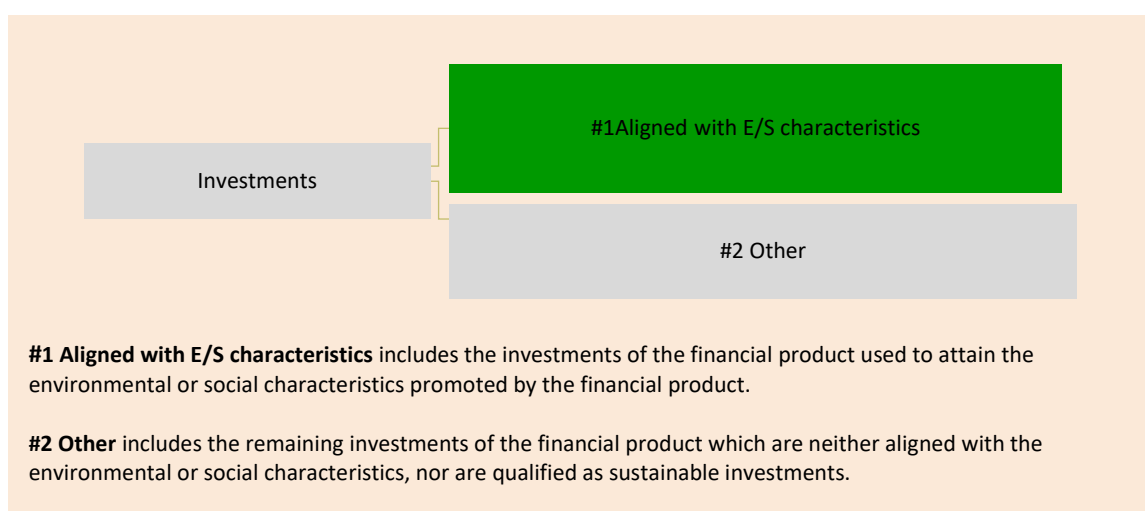 #1Aligned with E/S characteristics
Investments
#2 Other
#1 Aligned with E/S characteristics includes the investments of the financial product used to attain the
environmental or social characteristics promoted by the financial product.
#2 Other includes the remaining investments of the financial product which are neither aligned with the
environmental or social characteristics, nor are qualified as sustainable investments.